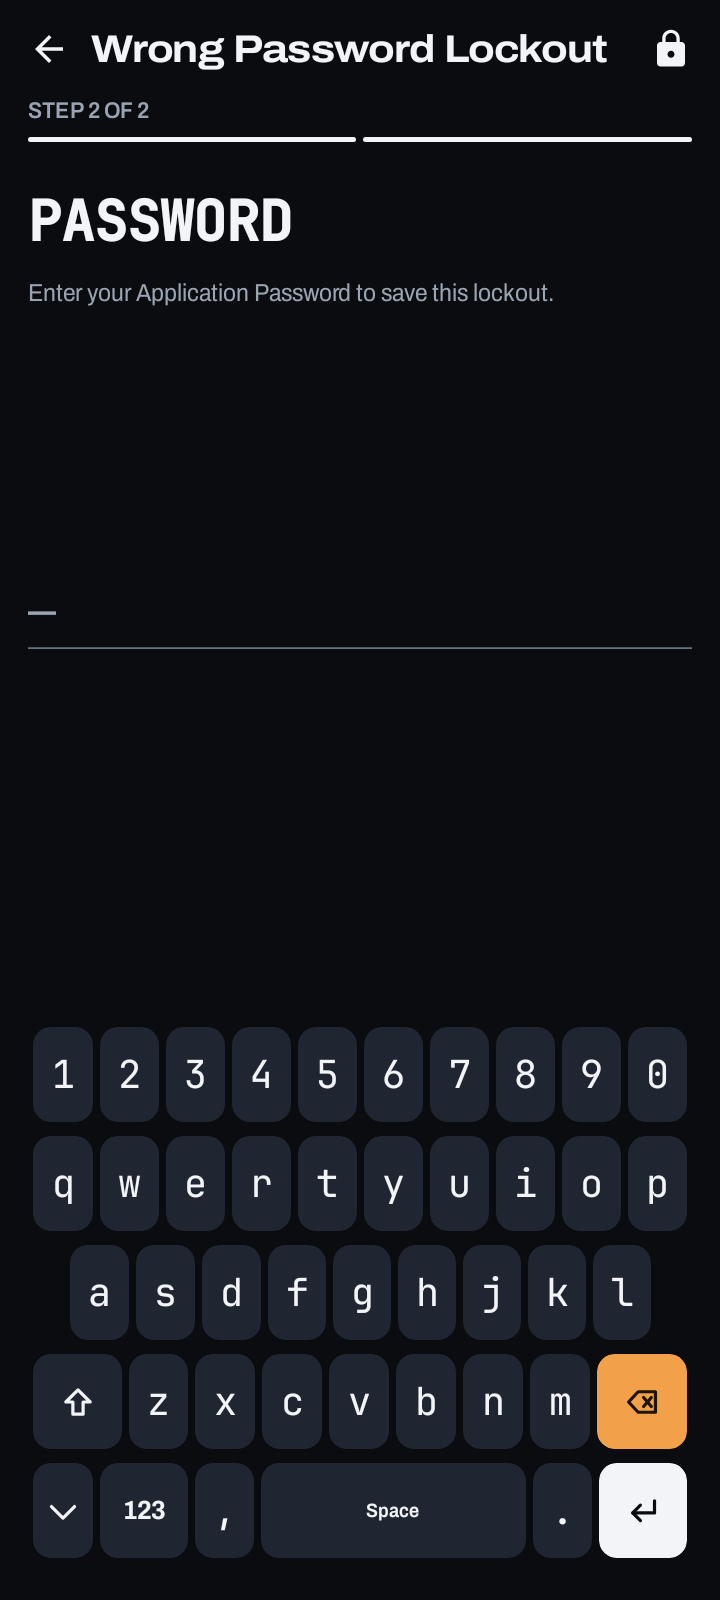 Wrong Password Lockout
STEP 2 OF 2
PASSWORD
Enter your Application Password to save this lockout.
1 2 3 4 5 6 7 8 9 0
q w e r t y u i o p
a s d f g h j k l
z x c v b n m
123 , Space .